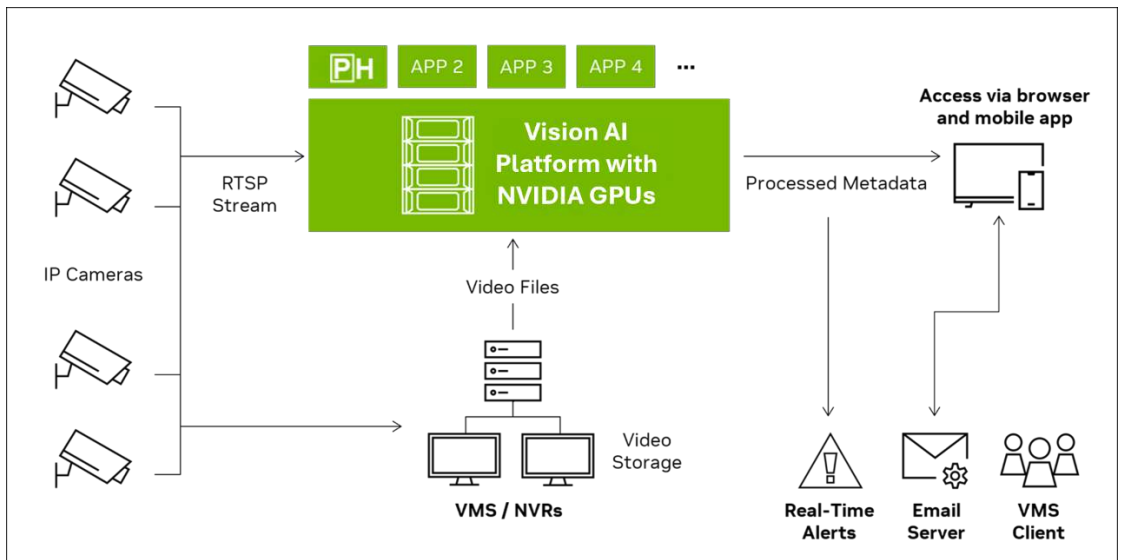 PH
APP 2
APP 3
APP 4
...
Vision AI
Platform with
NVIDIA GPUs
Access via browser
and mobile app
RTSP
Stream
Processed Metadata
IP Cameras
Video Files
Video
Storage
VMS / NVRs
Real-Time
Alerts
Email
Server
VMS
Client